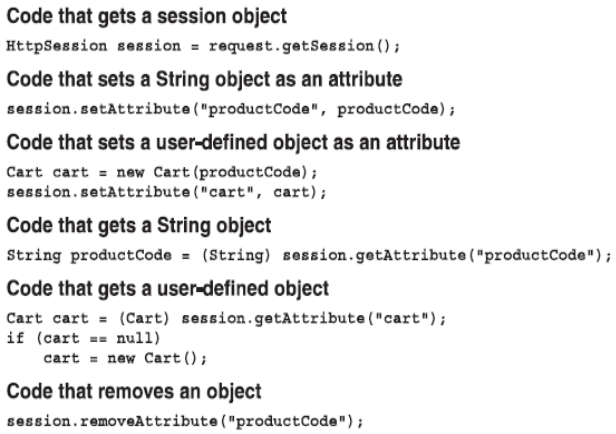 Code that gets a session object
HttpSession session = request.getSession();
Code that sets a String object as an attribute
session.setAttribute("productCode", productCode);
Code that sets a user-defined object as an attribute
Cart cart = new Cart(productCode);
session.setAttribute("cart", cart);
Code that gets a String object
String productCode = (String) session.getAttribute("productCode");
Code that gets a user-defined object
Cart cart = (Cart) session.getAttribute("cart");
if (cart == null)
    cart = new Cart();
Code that removes an object
session.removeAttribute("productCode");